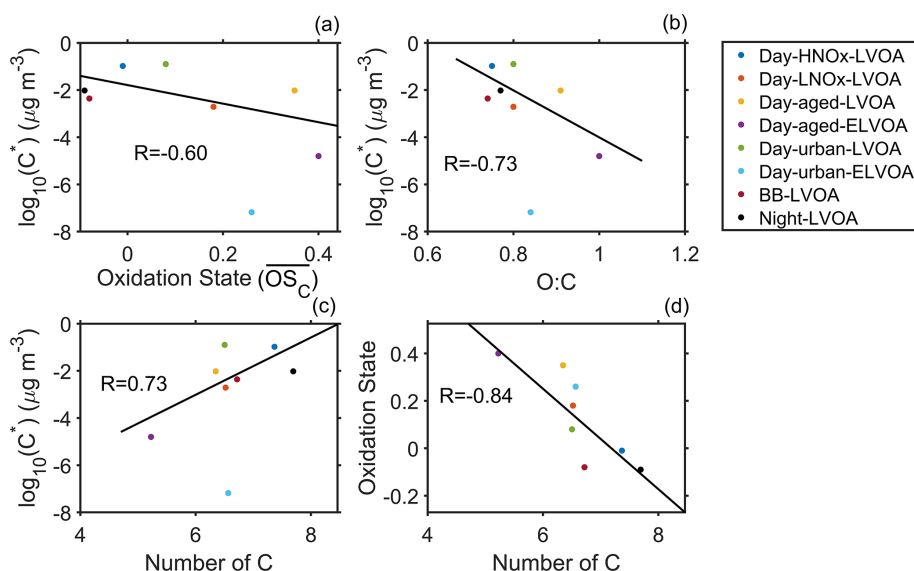 (a)
0
-2
-4
-6
-8
log10(C*) (μg m-3)
R=-0.60
0 0.2 0.4
Oxidation State (OSC)
(b)
0
-2
-4
-6
-8
log10(C*) (μg m-3)
R=-0.73
0.6 0.8 1 1.2
O:C
Day-HNOx-LVOA
Day-LNOx-LVOA
Day-aged-LVOA
Day-aged-ELVOA
Day-urban-LVOA
Day-urban-ELVOA
BB-LVOA
Night-LVOA
(c)
0
-2
-4
-6
-8
log10(C*) (μg m-3)
R=0.73
4 6 8
Number of C
(d)
0.4
0.2
0
-0.2
Oxidation State
R=-0.84
4 6 8
Number of C